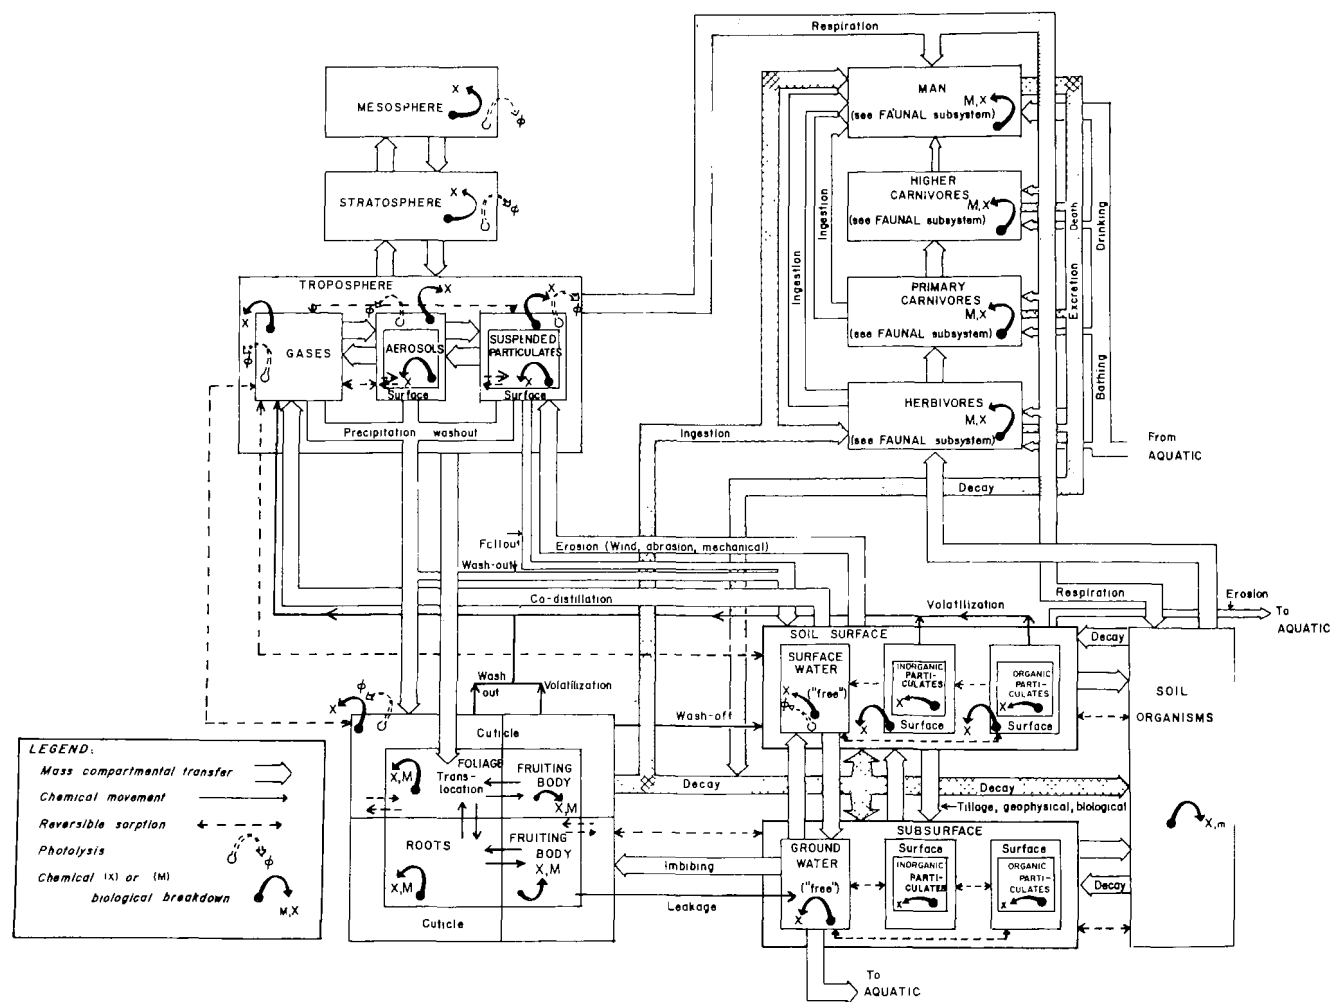 Respiration
MESOSPHERE
X
φ
STRATOSPHERE
X
φ
TROPOSPHERE
X
φ
X
φ
X
φ
GASES
AEROSOLS
X
Surface
SUSPENDED
PARTICULATES
X
Surface
Precipitation washout
MAN
M,X
(see FAUNAL subsystem)
HIGHER
CARNIVORES
M,X
(see FAUNAL subsystem)
PRIMARY
CARNIVORES
M,X
(see FAUNAL subsystem)
HERBIVORES
M,X
(see FAUNAL subsystem)
Ingestion
Ingestion
Ingestion
Death
Excretion
Drinking
Bathing
From
AQUATIC
Decay
Fallout
Erosion (Wind, abrasion, mechanical)
Wash-out
Co-distillation
Volatilization
Respiration
Erosion
To
AQUATIC
SOIL SURFACE
SURFACE
WATER
X
("free")
φ
INORGANIC
PARTI-
CULATES
X
Surface
X
ORGANIC
PARTI-
CULATES
X
Surface
X
Decay
SOIL
ORGANISMS
X,m
Wash
out
Volatilization
Wash-off
X
φ
Cuticle
FOLIAGE
X,M
Trans-
location
FRUITING
BODY
X,M
ROOTS
X,M
FRUITING
BODY
X,M
Cuticle
Decay
Decay
Tillage, geophysical, biological
Imbibing
Leakage
SUBSURFACE
GROUND
WATER
("free")
X
Surface
INORGANIC
PARTI-
CULATES
X
Surface
ORGANIC
PARTI-
CULATES
X
Decay
To
AQUATIC
LEGEND:
Mass compartmental transfer
Chemical movement
Reversible sorption
Photolysis
φ
Chemical (X) or (M)
biological breakdown
M,X